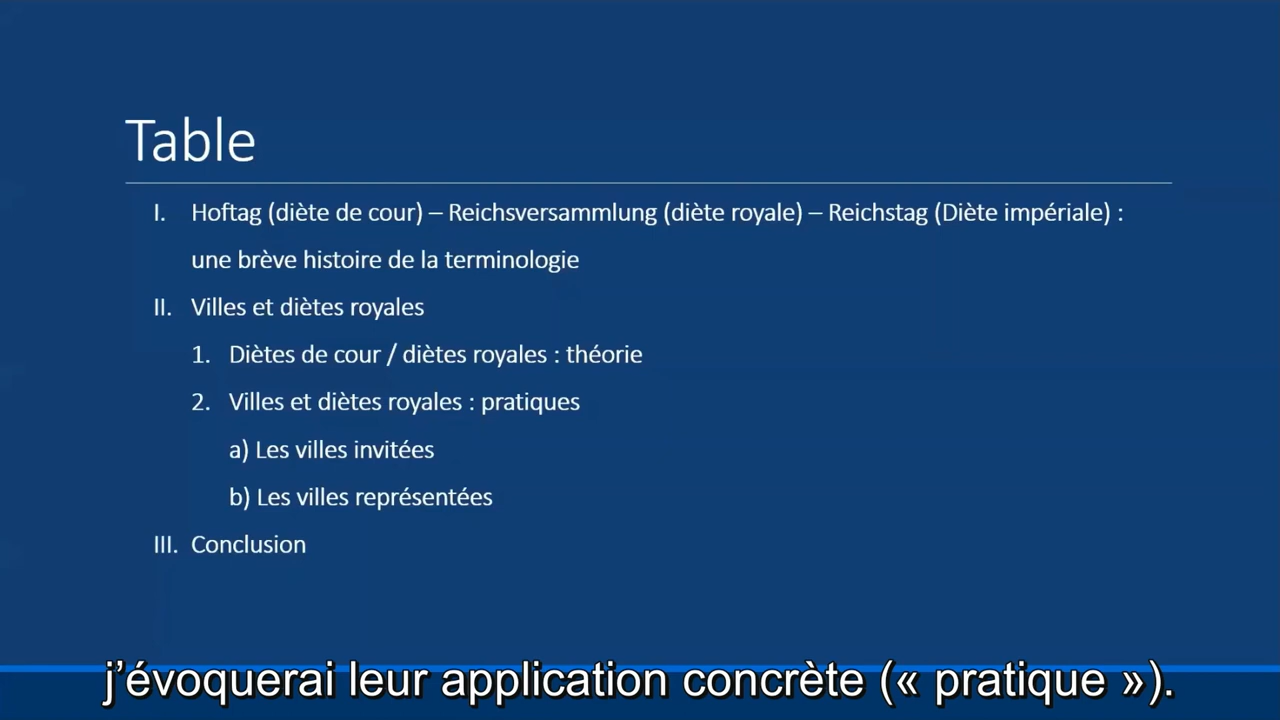 Table
I. Hoftag (diète de cour) – Reichsversammlung (diète royale) – Reichstag (Diète impériale) :
une brève histoire de la terminologie
II. Villes et diètes royales
1. Diètes de cour / diètes royales : théorie
2. Villes et diètes royales : pratiques
a) Les villes invitées
b) Les villes représentées
III. Conclusion
j’évoquerai leur application concrète (« pratique »).